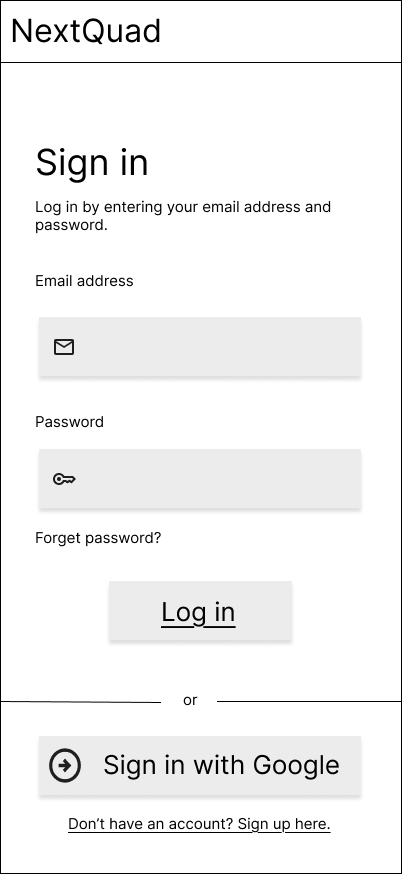 NextQuad
Sign in
Log in by entering your email address and
password.
Email address
Password
Forget password?
Log in
or
Sign in with Google
Don’t have an account? Sign up here.